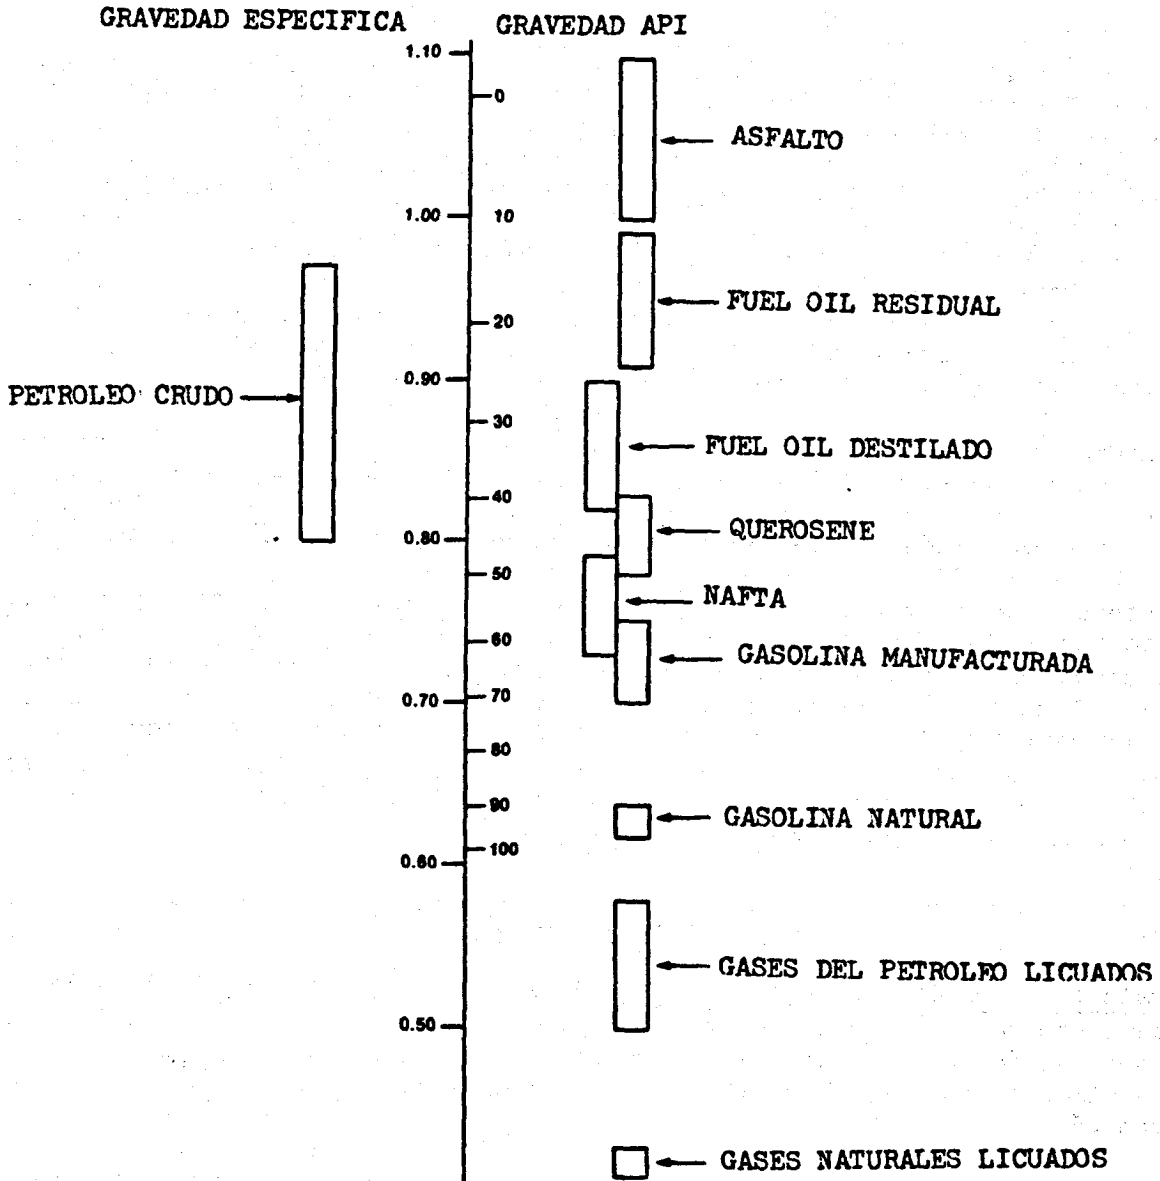 GRAVEDAD ESPECIFICA
GRAVEDAD API
1.10
0
ASFALTO
1.00
10
FUEL OIL RESIDUAL
20
0.90
PETROLEO CRUDO
30
FUEL OIL DESTILADO
40
QUEROSENE
0.80
50
NAFTA
60
GASOLINA MANUFACTURADA
70
0.70
80
90
GASOLINA NATURAL
100
0.60
GASES DEL PETROLEO LICUADOS
0.50
GASES NATURALES LICUADOS